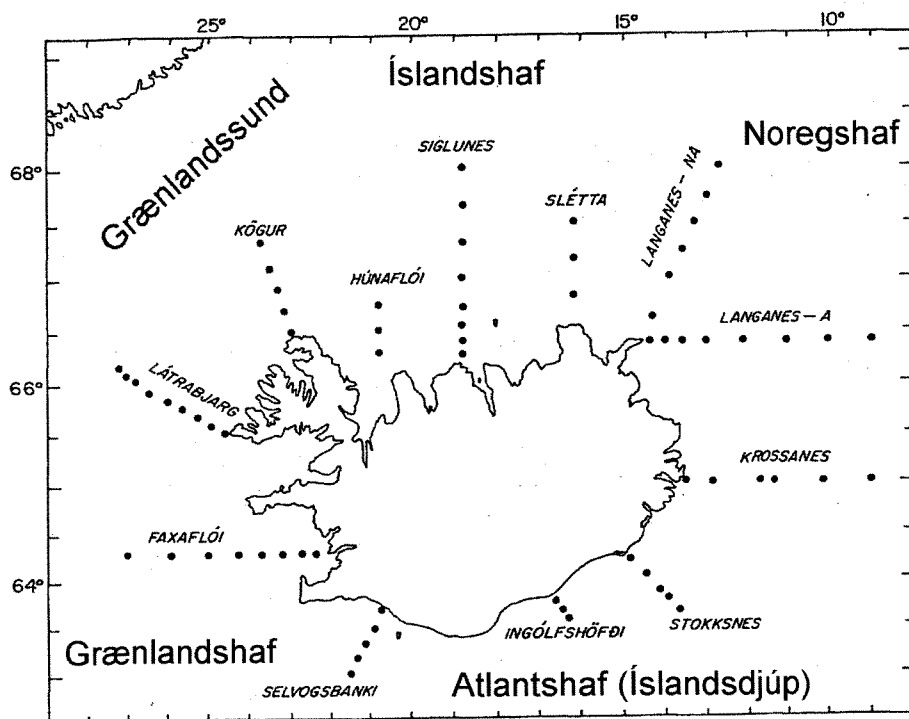 25° 20° 15° 10°
Íslandshaf
Grænlandssund
Noregshaf
SIGLUNES
68°
SLÉTTA
LANGANES – NA
KÖGUR
HÚNAFLÓI
LANGANES – A
66°
LÁTRABJARG
KROSSANES
FAXAFLÓI
64°
Grænlandshaf
INGÓLFSHÖFÐI
STOKKSNES
SELVOGSBANKI
Atlantshaf (Íslandsdjúp)